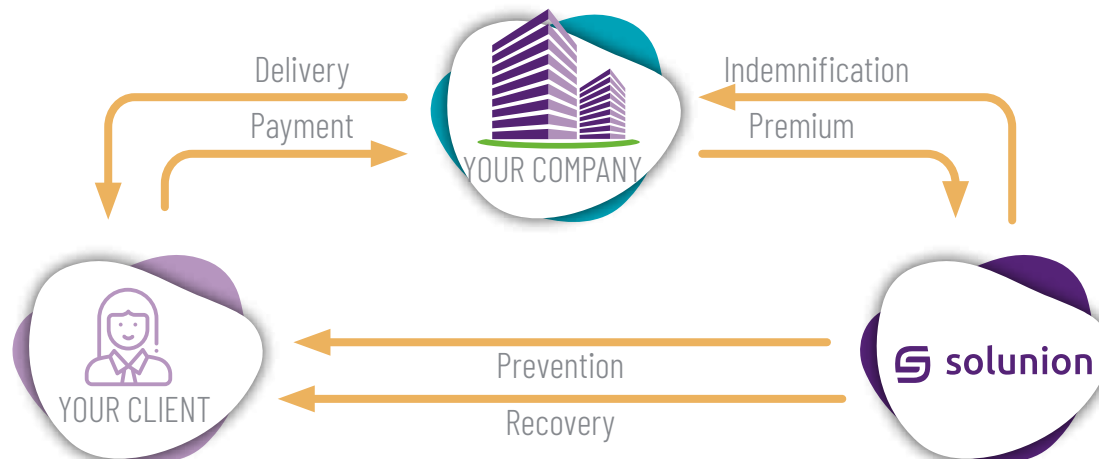 Delivery
Indemnification
Payment
Premium
YOUR COMPANY
Prevention
solunion
YOUR CLIENT
Recovery